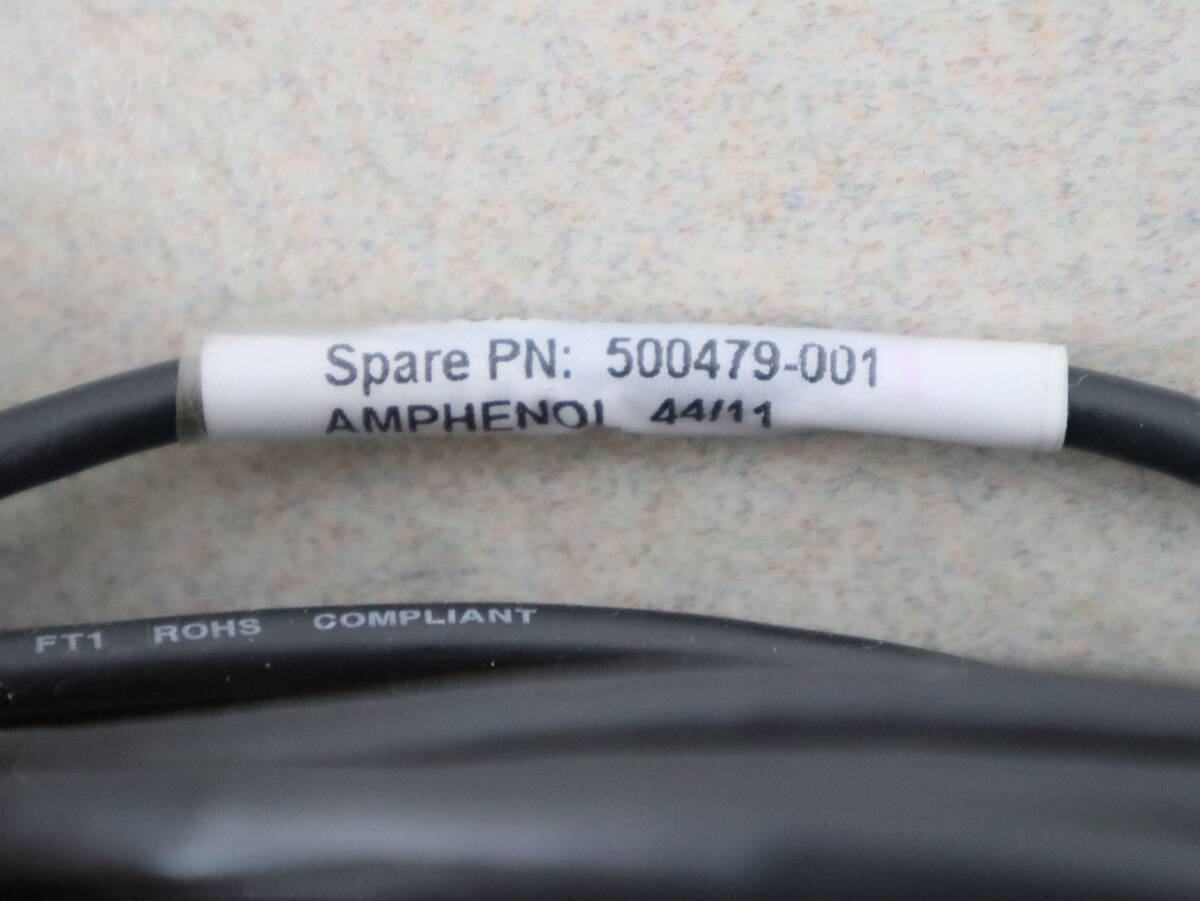 Spare PN: 500479-001
AMPHENOL 44/11
FT1 ROHS COMPLIANT